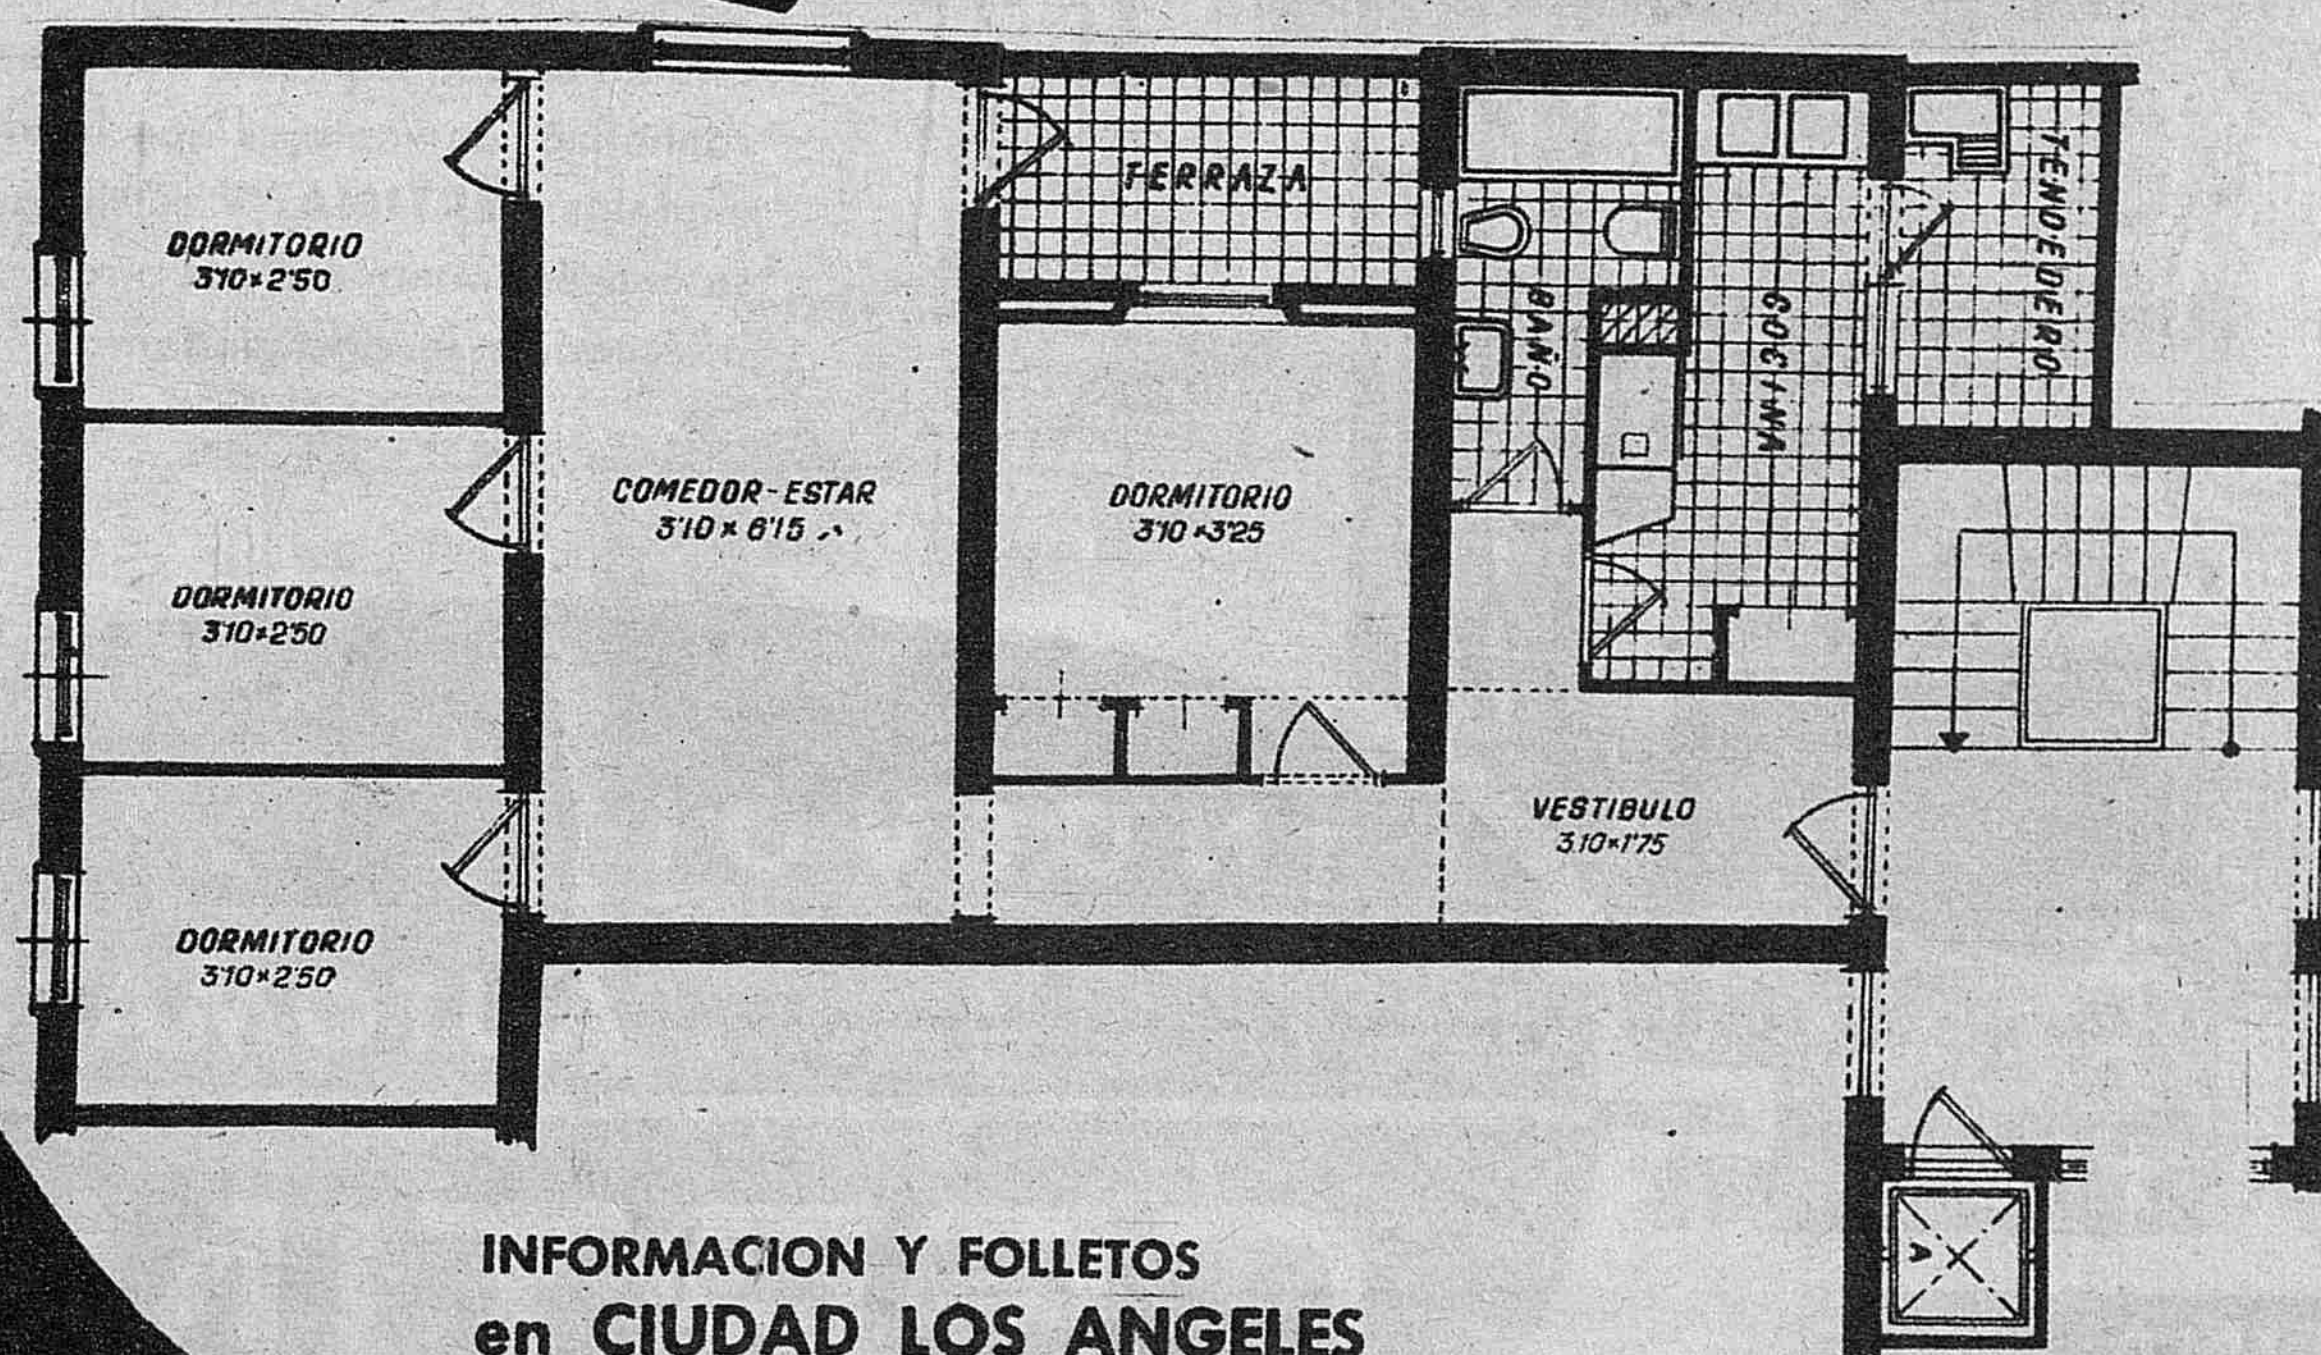 DORMITORIO
3'10×2'50
TERRAZA
BAÑO
COCINA
TENDEDERO
COMEDOR-ESTAR
3'10×6'15
DORMITORIO
3'10×3'25
DORMITORIO
3'10×2'50
VESTIBULO
3.10×1'75
DORMITORIO
3'10×2'50
A
INFORMACION Y FOLLETOS
en CIUDAD LOS ANGELES